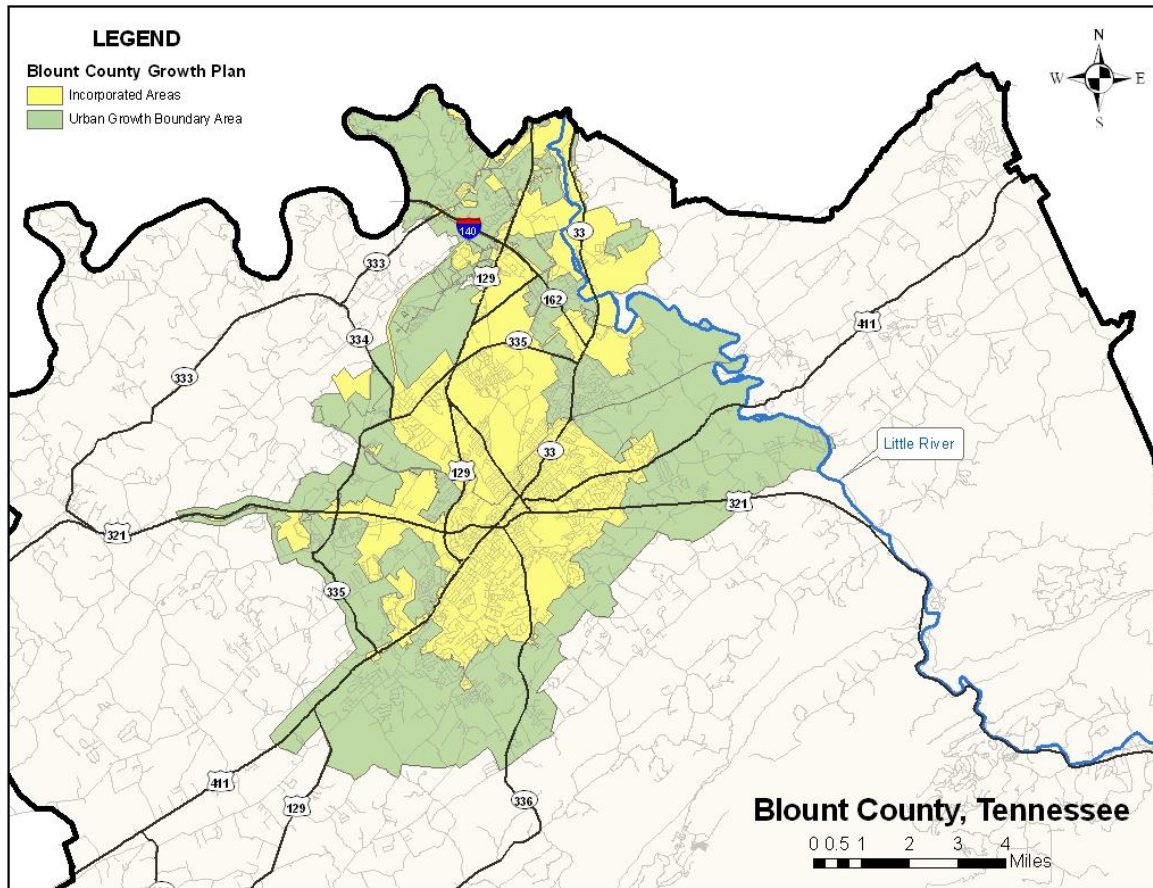 LEGEND
Blount County Growth Plan
Incorporated Areas
Urban Growth Boundary Area
N
W E
S
140
33
333
129
162
411
334
335
333
33
129
Little River
321
321
335
411
129
336
Blount County, Tennessee
0 0.5 1 2 3 4
Miles